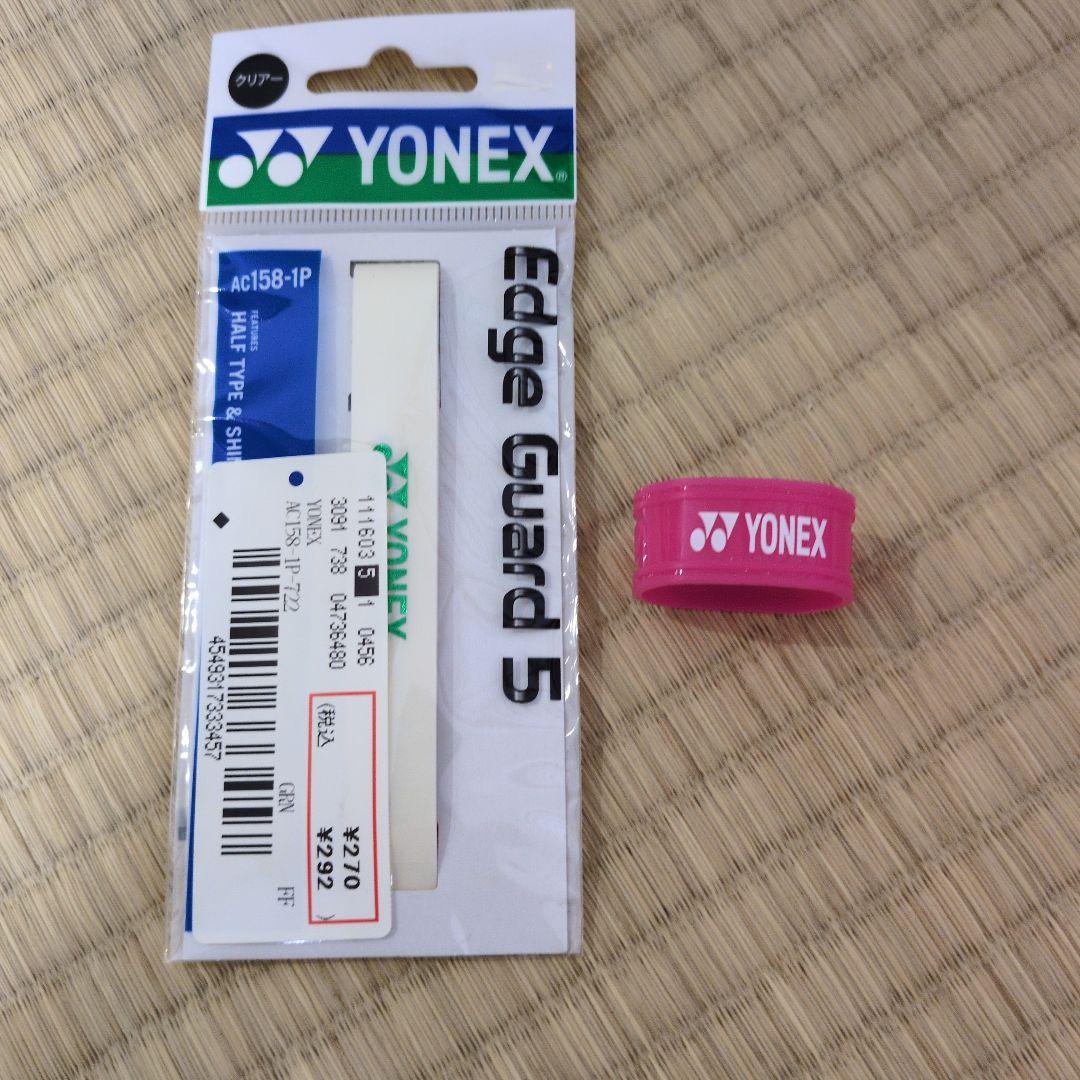 クリアー
YONEX®
AC158-1P
FEATURES
HALF TYPE &
Edge Guard 5
YONEX
111603 5 1 0456
3091 738 04736480
YONEX
AC158-1P-722
4549317333457
GRN FF
¥270
(税込 ¥292 )
YONEX